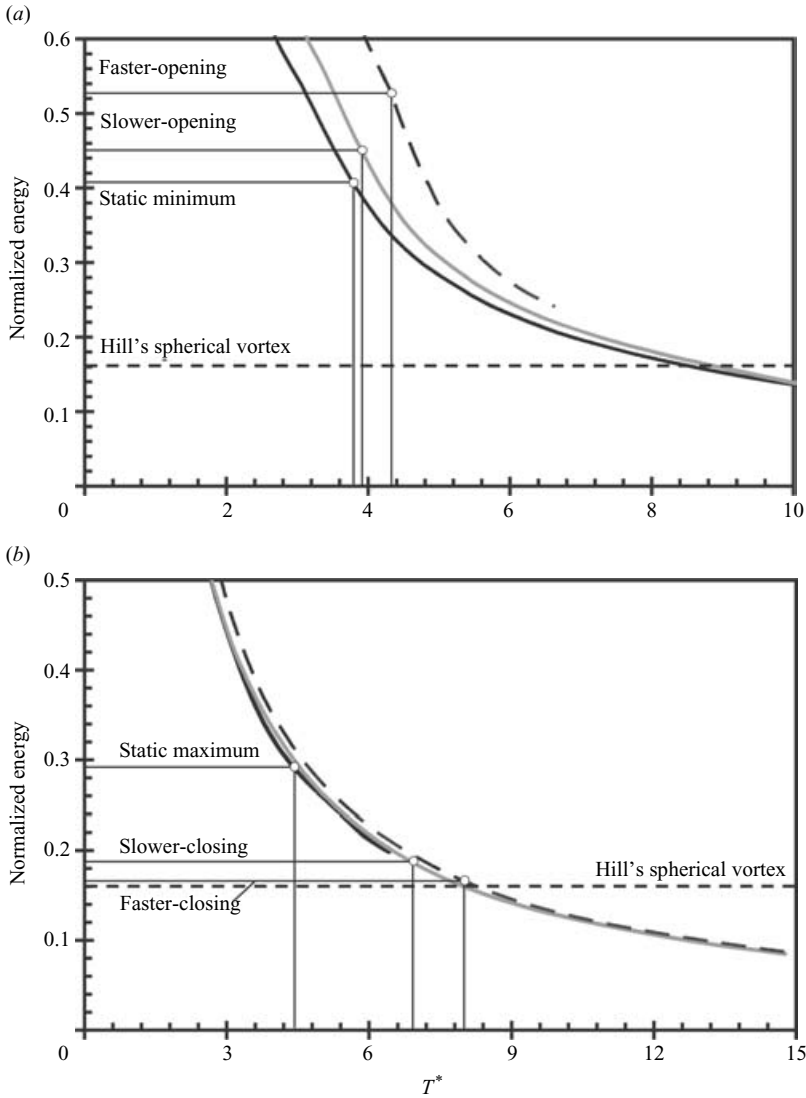 (a)
0.6
Faster-opening
0.5
Slower-opening
0.4
Static minimum
Normalized energy
0.3
0.2
Hill's spherical vortex
0.1
0 2 4 6 8 10
(b)
0.5
0.4
Normalized energy
Static maximum
0.3
0.2
Slower-closing
Hill's spherical vortex
Faster-closing
0.1
0 3 6 9 12 15
T*